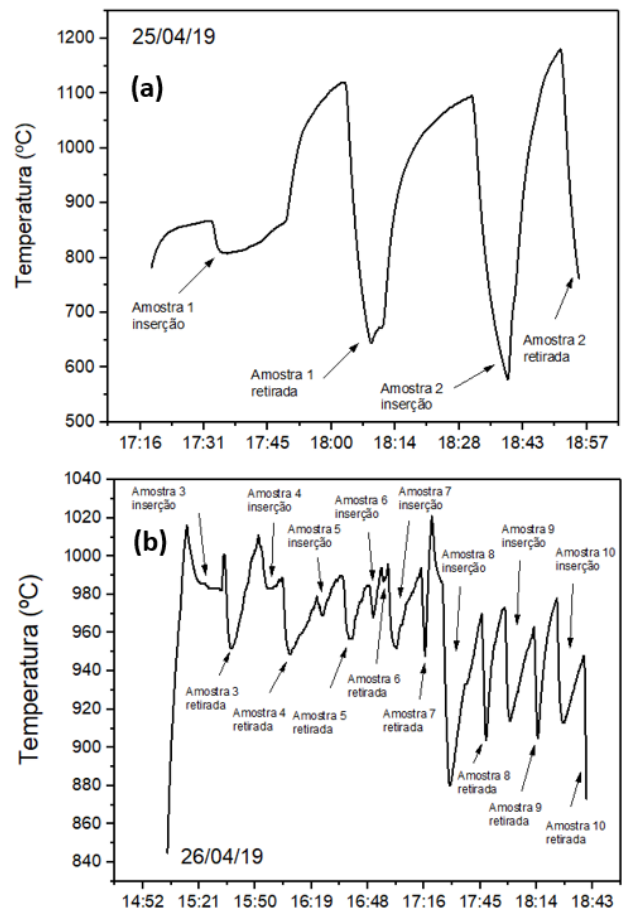 25/04/19
(a)
Temperatura (ºC)
1200
1100
1000
900
800
700
600
500
Amostra 1
inserção
Amostra 1
retirada
Amostra 2
inserção
Amostra 2
retirada
17:16 17:31 17:45 18:00 18:14 18:28 18:43 18:57
(b)
Temperatura (ºC)
1040
1020
1000
980
960
940
920
900
880
860
840
Amostra 3
inserção
Amostra 4
inserção
Amostra 5
inserção
Amostra 6
inserção
Amostra 7
inserção
Amostra 8
inserção
Amostra 9
inserção
Amostra 10
inserção
Amostra 3
retirada
Amostra 4
retirada
Amostra 5
retirada
Amostra 6
retirada
Amostra 7
retirada
Amostra 8
retirada
Amostra 9
retirada
Amostra 10
retirada
26/04/19
14:52 15:21 15:50 16:19 16:48 17:16 17:45 18:14 18:43